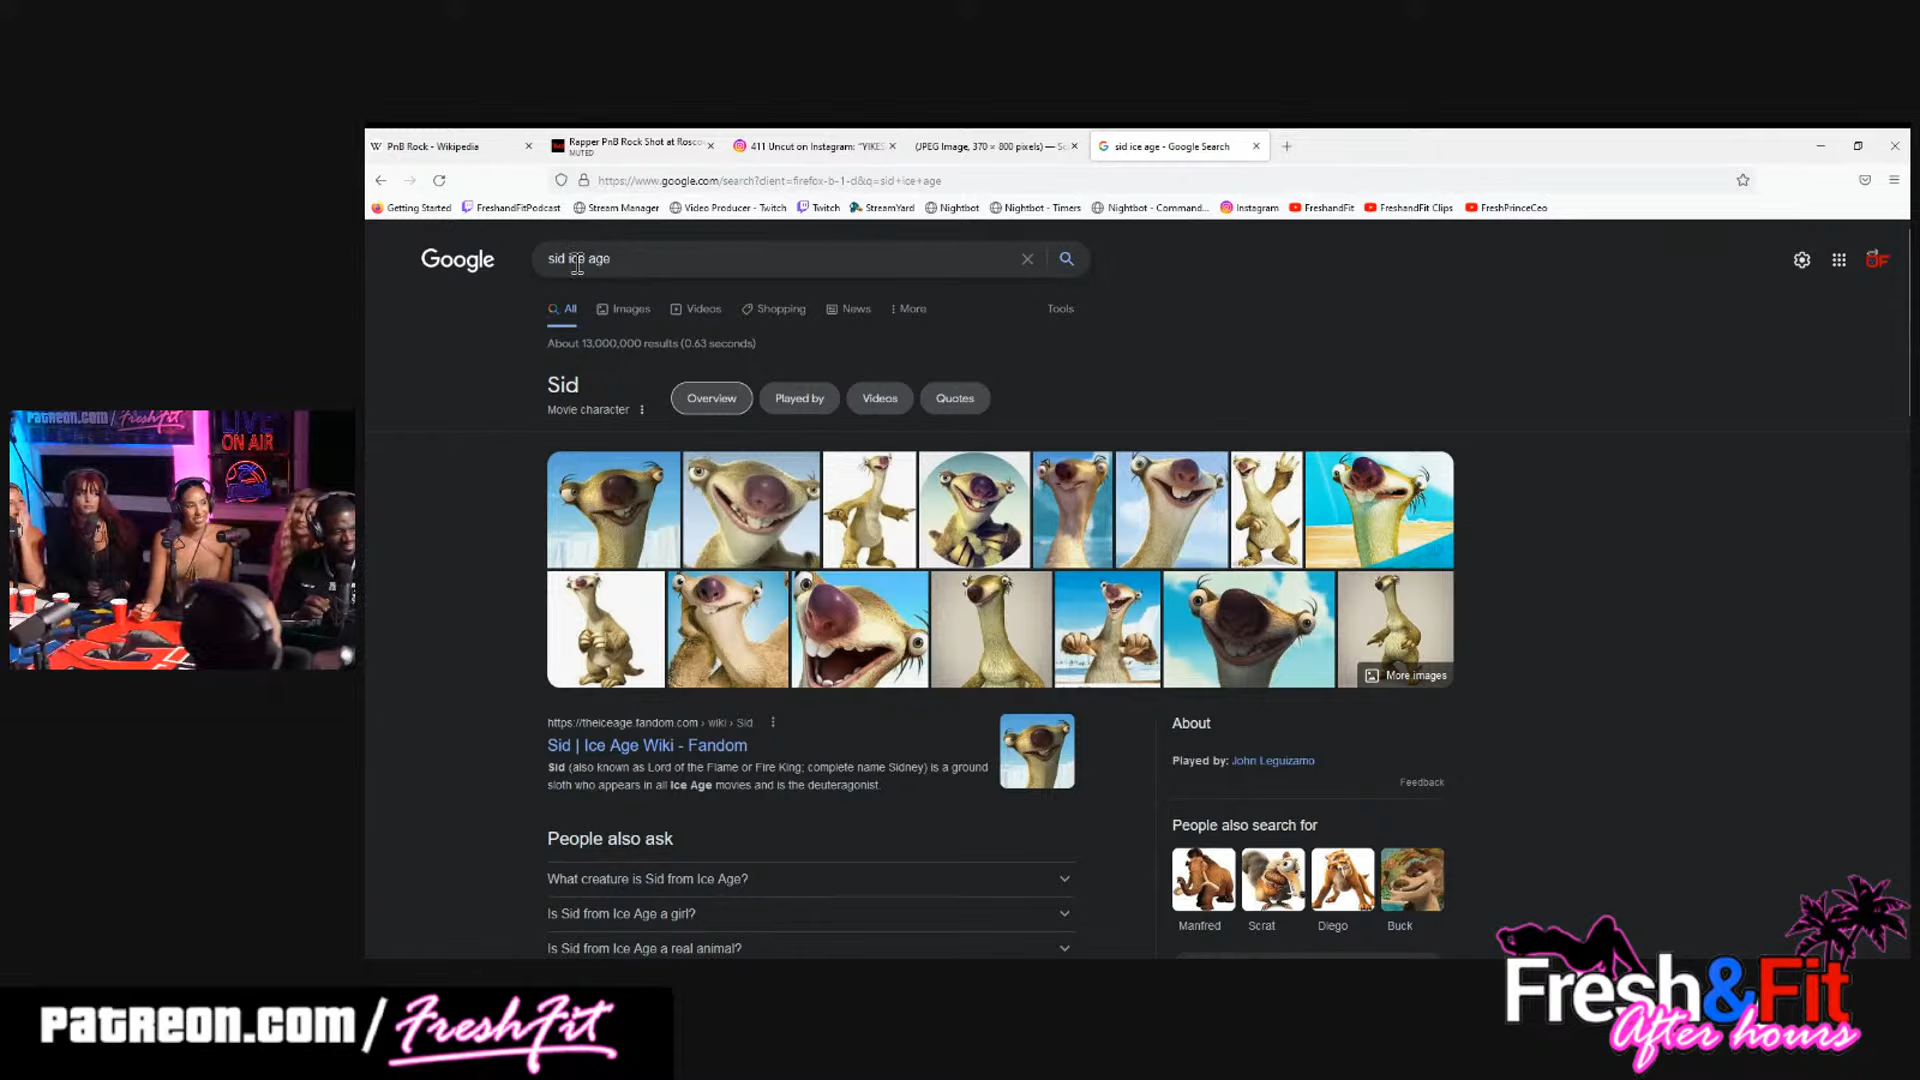 PnB Rock - Wikipedia
Rapper PnB Rock Shot at Rosco
MUTED
411 Uncut on Instagram: "VIKES
(JPEG Image, 370 × 800 pixels) — Sc
sid ice age - Google Search
https://www.google.com/search?client=firefox-b-1-d&q=sid+ice+age
Getting Started
FreshandFitPodcast
Stream Manager
Video Producer - Twitch
Twitch
StreamYard
Nightbot
Nightbot - Timers
Nightbot - Command...
Instagram
FreshandFit
FreshandFit Clips
FreshPrinceCeo
Google
sid ice age
All
Images
Videos
Shopping
News
More
Tools
About 13,000,000 results (0.63 seconds)
Sid
Movie character
Overview
Played by
Videos
Quotes
Patreon.com/FreshFit
LIVE
ON AIR
More images
https://theiceage.fandom.com › wiki › Sid
Sid | Ice Age Wiki - Fandom
Sid (also known as Lord of the Flame or Fire King; complete name Sidney) is a ground
sloth who appears in all Ice Age movies and is the deuteragonist.
People also ask
What creature is Sid from Ice Age?
Is Sid from Ice Age a girl?
Is Sid from Ice Age a real animal?
About
Played by: John Leguizamo
Feedback
People also search for
Manfred
Scrat
Diego
Buck
patreon.com/FreshFit
Fresh&Fit
After hours